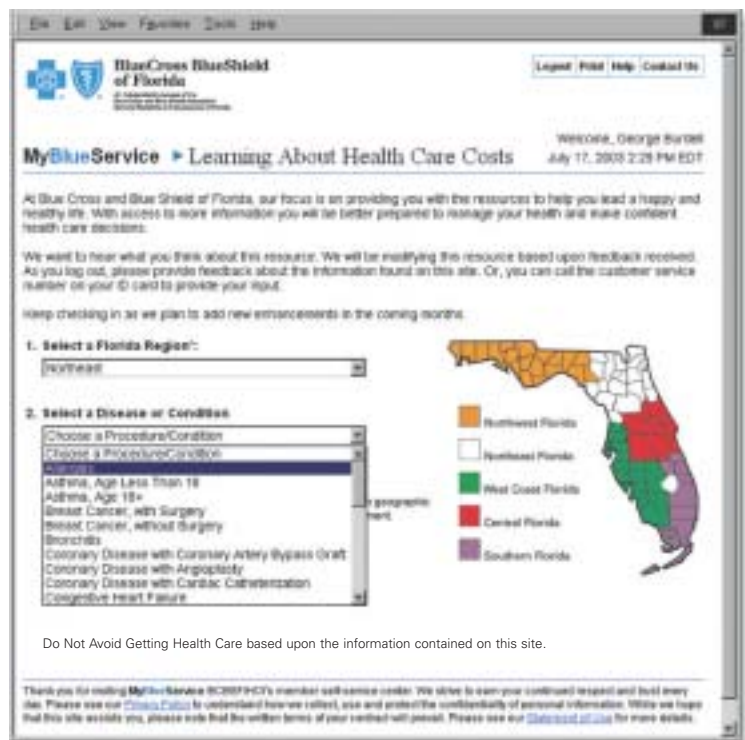 File Edit View Favorites Tools Help
BlueCross BlueShield
of Florida
Logout Print Help Contact Us
Welcome, George Burdell
MyBlueService Learning About Health Care Costs
July 17, 2003 2:25 PM EDT
At Blue Cross and Blue Shield of Florida, our focus is on providing you with the resources to help you lead a happy and
healthy life. With access to more information you will be better prepared to manage your health and make confident
health care decisions.
We want to hear what you think about this resource. We will be modifying this resource based upon feedback received.
As you log out, please provide feedback about the information found on this site. Or, you can call the customer service
number on your ID card to provide your input.
Keep checking in as we plan to add new enhancements in the coming months.
1. Select a Florida Region*:
Northeast
2. Select a Disease or Condition
Choose a Procedure/Condition
Choose a Procedure/Condition
Allergies
Asthma, Age Less Than 18
Asthma, Age 18+
Breast Cancer, with Surgery
Breast Cancer, without Surgery
Bronchitis
Coronary Disease with Coronary Artery Bypass Graft
Coronary Disease with Angioplasty
Coronary Disease with Cardiac Catheterization
Congestive Heart Failure
geographic
ment.
Northwest Florida
Northeast Florida
West Coast Florida
Central Florida
Southern Florida
Do Not Avoid Getting Health Care based upon the information contained on this site.
Thank you for visiting MyBlueService BCBSF/HOI's member self-service center. We strive to earn your continued respect and trust every
day. Please see our Privacy Policy to understand how we collect, use and protect the confidentiality of personal information. While we hope
that this site assists you, please note that the written terms of your contract will prevail. Please see our Statement of Use for more details.